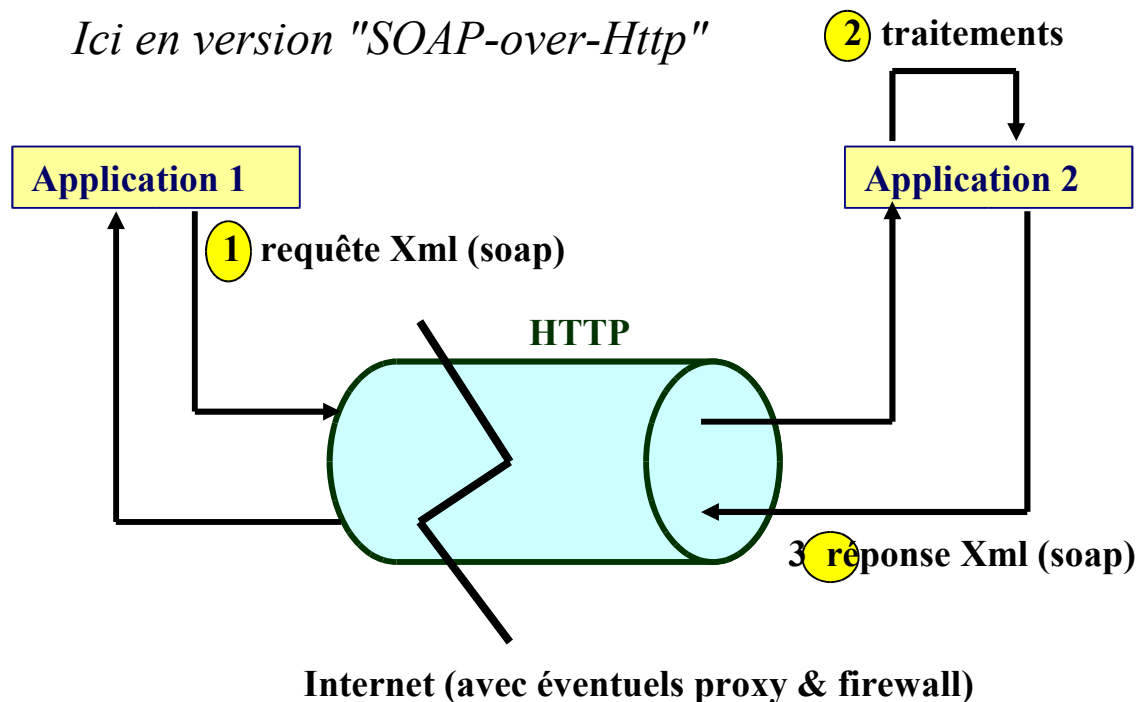 Ici en version "SOAP-over-Http"
2 traitements
Application 1
Application 2
1 requête Xml (soap)
HTTP
3 réponse Xml (soap)
Internet (avec éventuels proxy & firewall)